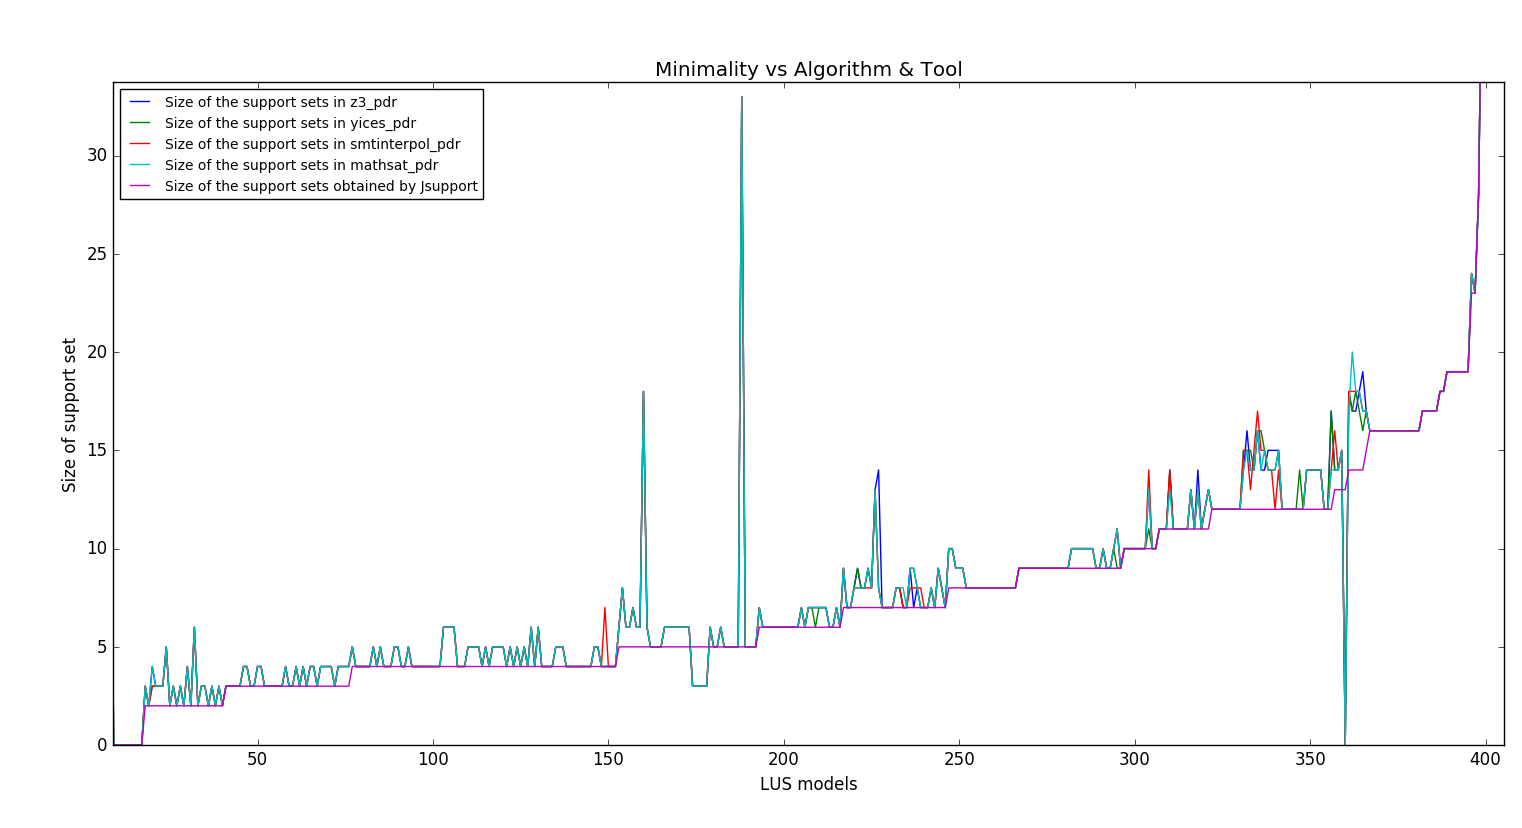 Minimality vs Algorithm & Tool
Size of the support sets in z3_pdr
Size of the support sets in yices_pdr
Size of the support sets in smtinterpol_pdr
Size of the support sets in mathsat_pdr
Size of the support sets obtained by Jsupport
Size of support set
30
25
20
15
10
5
0
50
100
150
200
250
300
350
400
LUS models